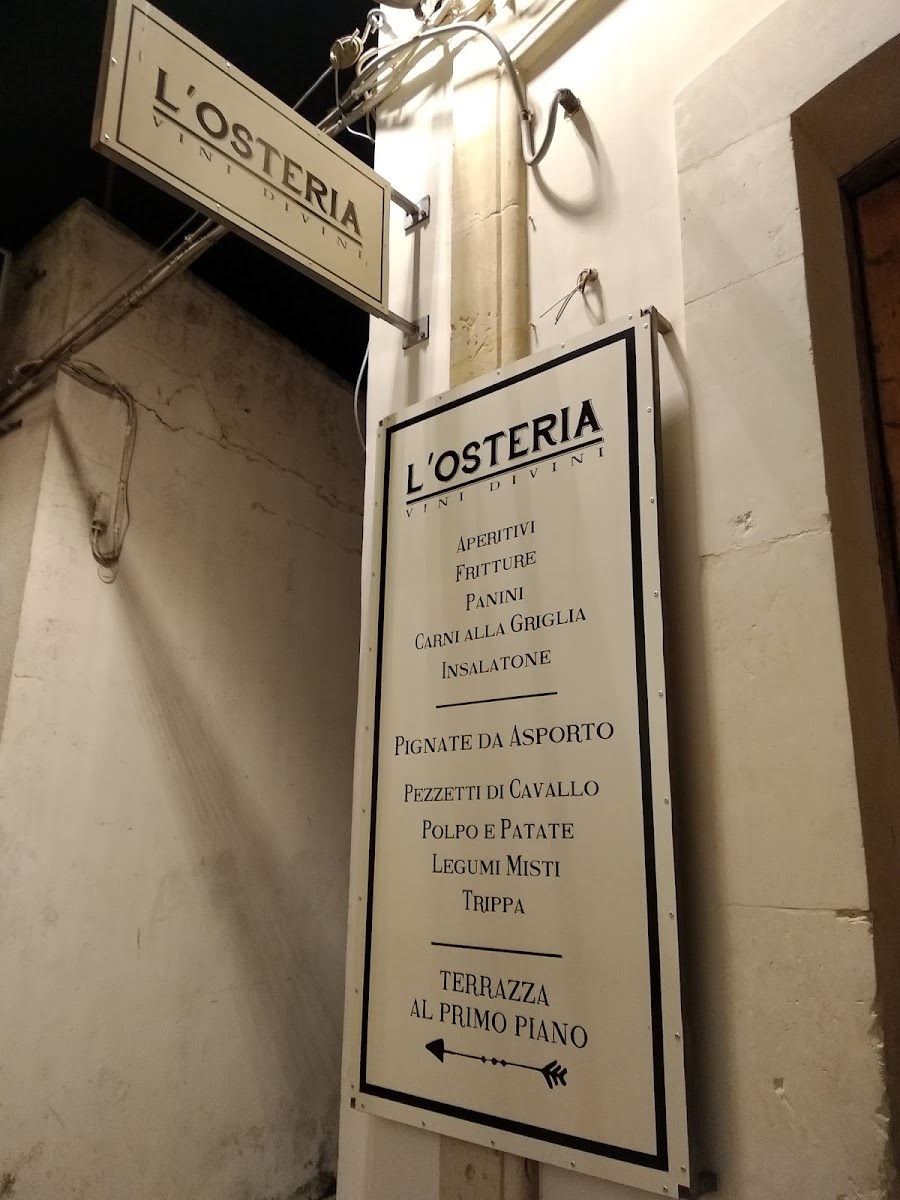 L'OSTERIA
VINI DIVINI
L'OSTERIA
VINI DIVINI
APERITIVI
FRITTURE
PANINI
CARNI ALLA GRIGLIA
INSALATONE
PIGNATE DA ASPORTO
PEZZETTI DI CAVALLO
POLPO E PATATE
LEGUMI MISTI
TRIPPA
TERRAZZA
AL PRIMO PIANO